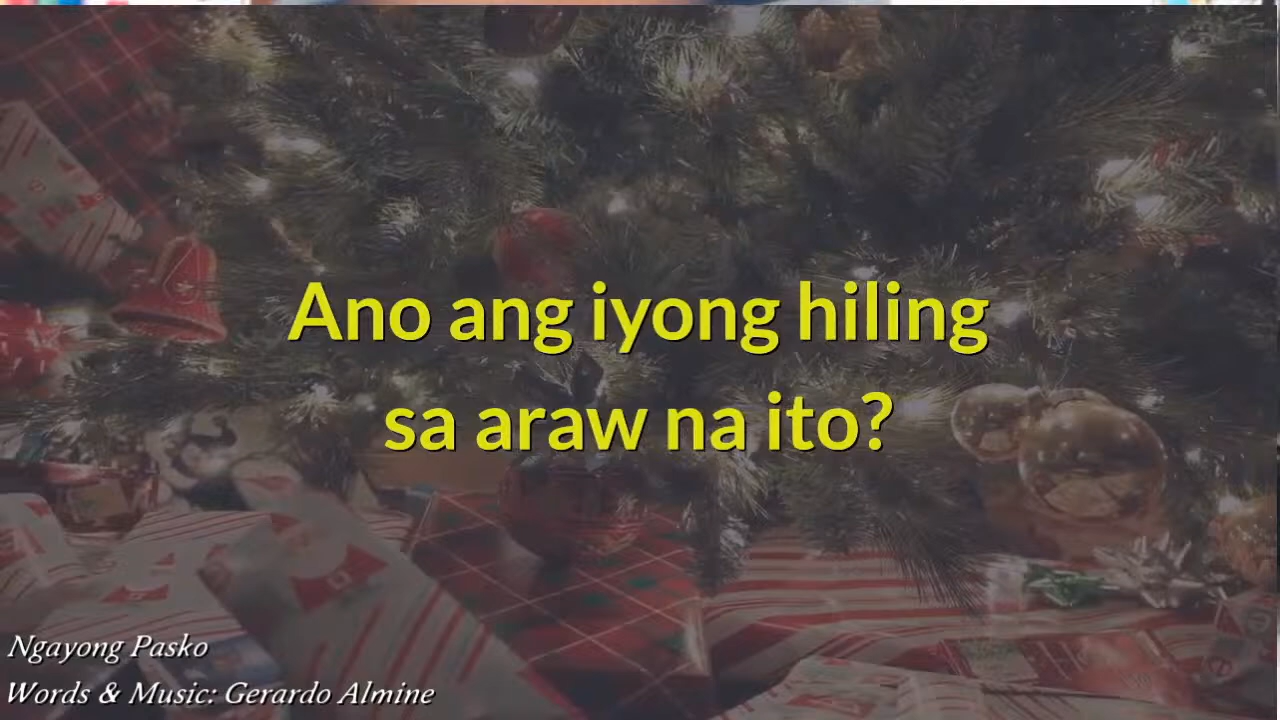 Ano ang iyong hiling
sa araw na ito?
Ngayong Pasko
Words & Music: Gerardo Almine